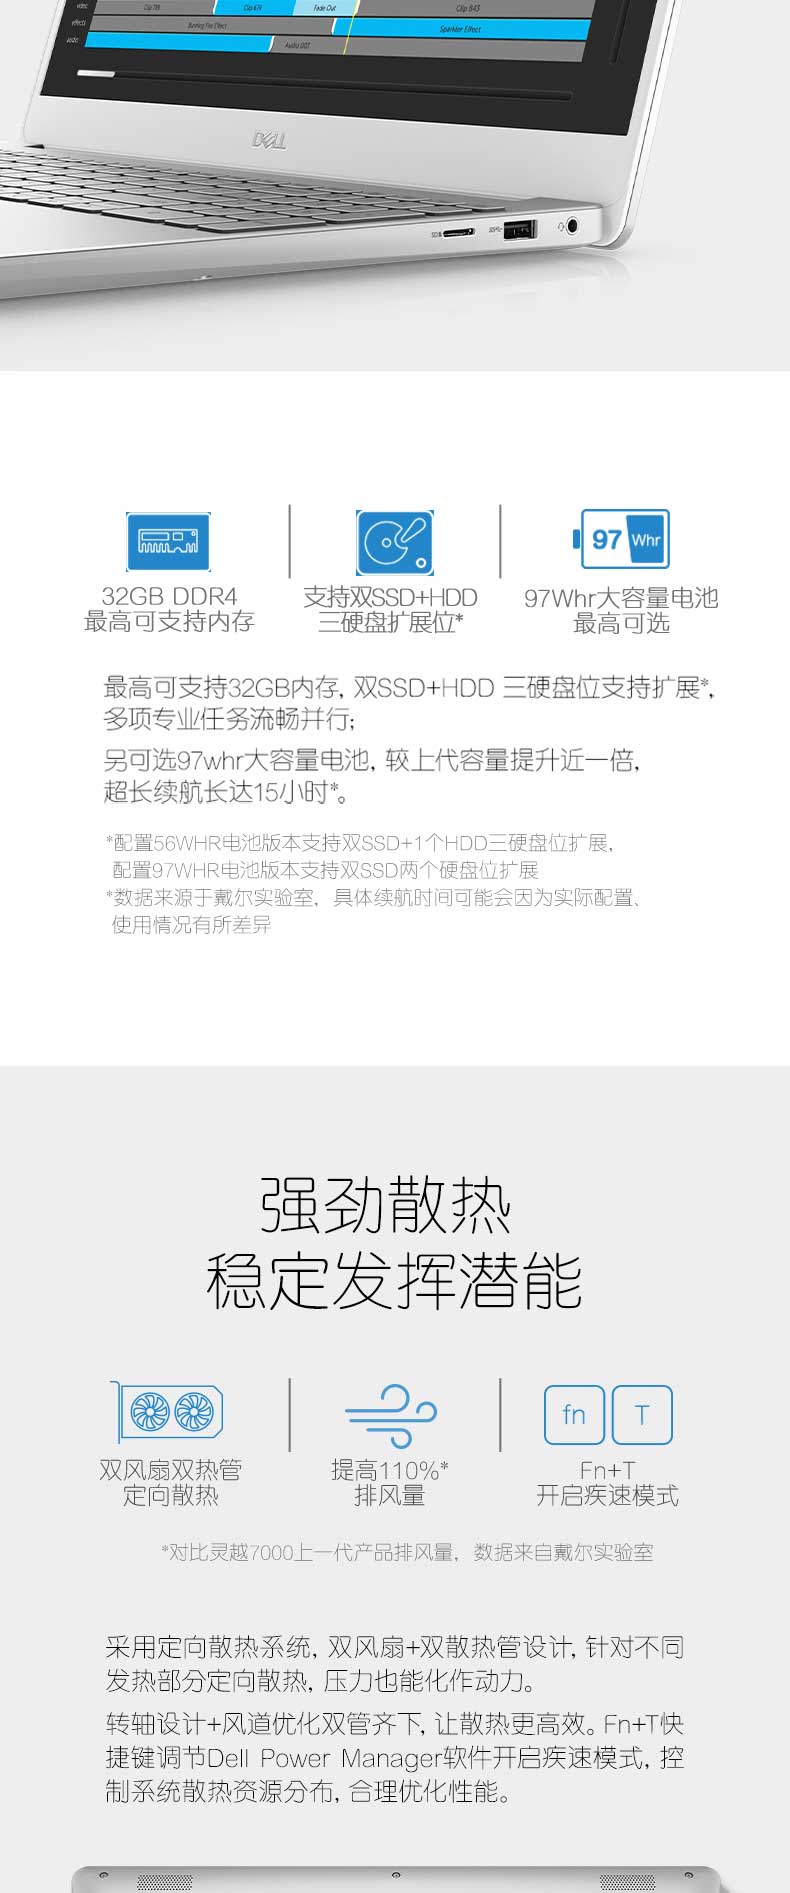 video
Clip 789
Clip 674
Fade Out
Clip 843
effects
Burning Fire Effect
Sparkler Effect
audio
Audio 001
DELL
97 Whr
32GB DDR4
最高可支持内存
支持双SSD+HDD
三硬盘扩展位*
97Whr大容量电池
最高可选
最高可支持32GB内存, 双SSD+HDD 三硬盘位支持扩展*,
多项专业任务流畅并行;
另可选97whr大容量电池, 较上代容量提升近一倍,
超长续航长达15小时*。
*配置56WHR电池版本支持双SSD+1个HDD三硬盘位扩展,
配置97WHR电池版本支持双SSD两个硬盘位扩展
*数据来源于戴尔实验室, 具体续航时间可能会因为实际配置、
使用情况有所差异
强劲散热
稳定发挥潜能
fn T
双风扇双热管
定向散热
提高110%*
排风量
Fn+T
开启疾速模式
*对比灵越7000上一代产品排风量, 数据来自戴尔实验室
采用定向散热系统, 双风扇+双散热管设计, 针对不同
发热部分定向散热, 压力也能化作动力。
转轴设计+风道优化双管齐下, 让散热更高效。Fn+T快
捷键调节Dell Power Manager软件开启疾速模式, 控
制系统散热资源分布, 合理优化性能。